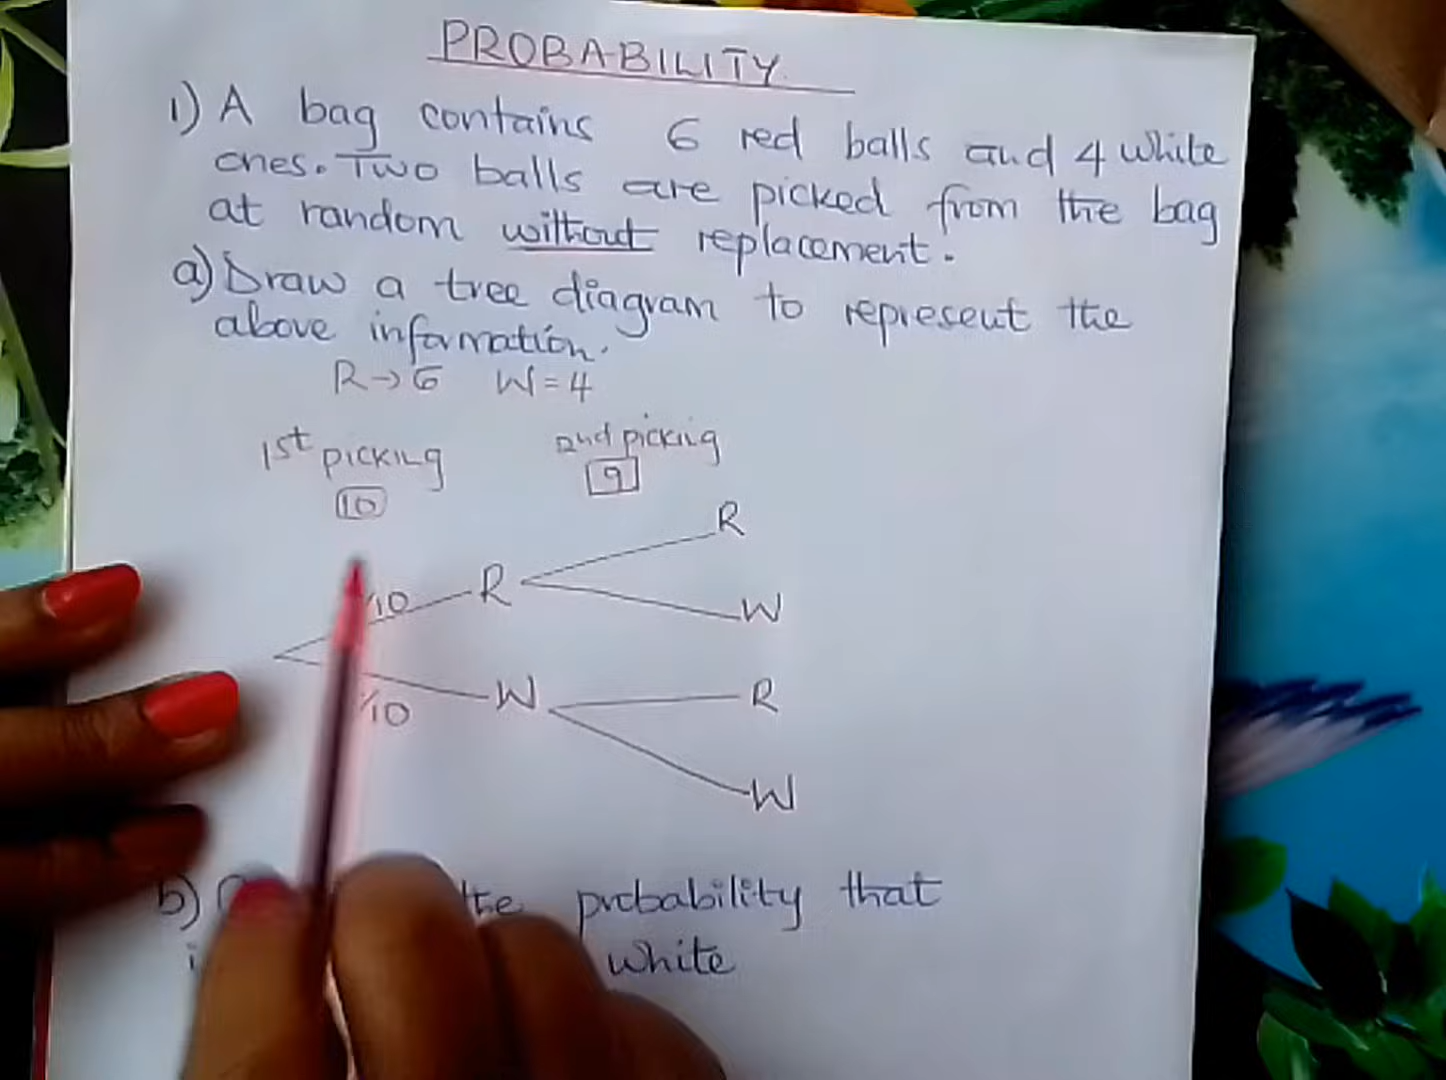 PROBABILITY
1) A bag contains 6 red balls and 4 white
ones. Two balls are picked from the bag
at random without replacement.
a) Draw a tree diagram to represent the
above information.
R→6 W=4
1st picking 2nd picking
10 9
R
/10 R
W
/10 W R
W
b) the probability that
i white